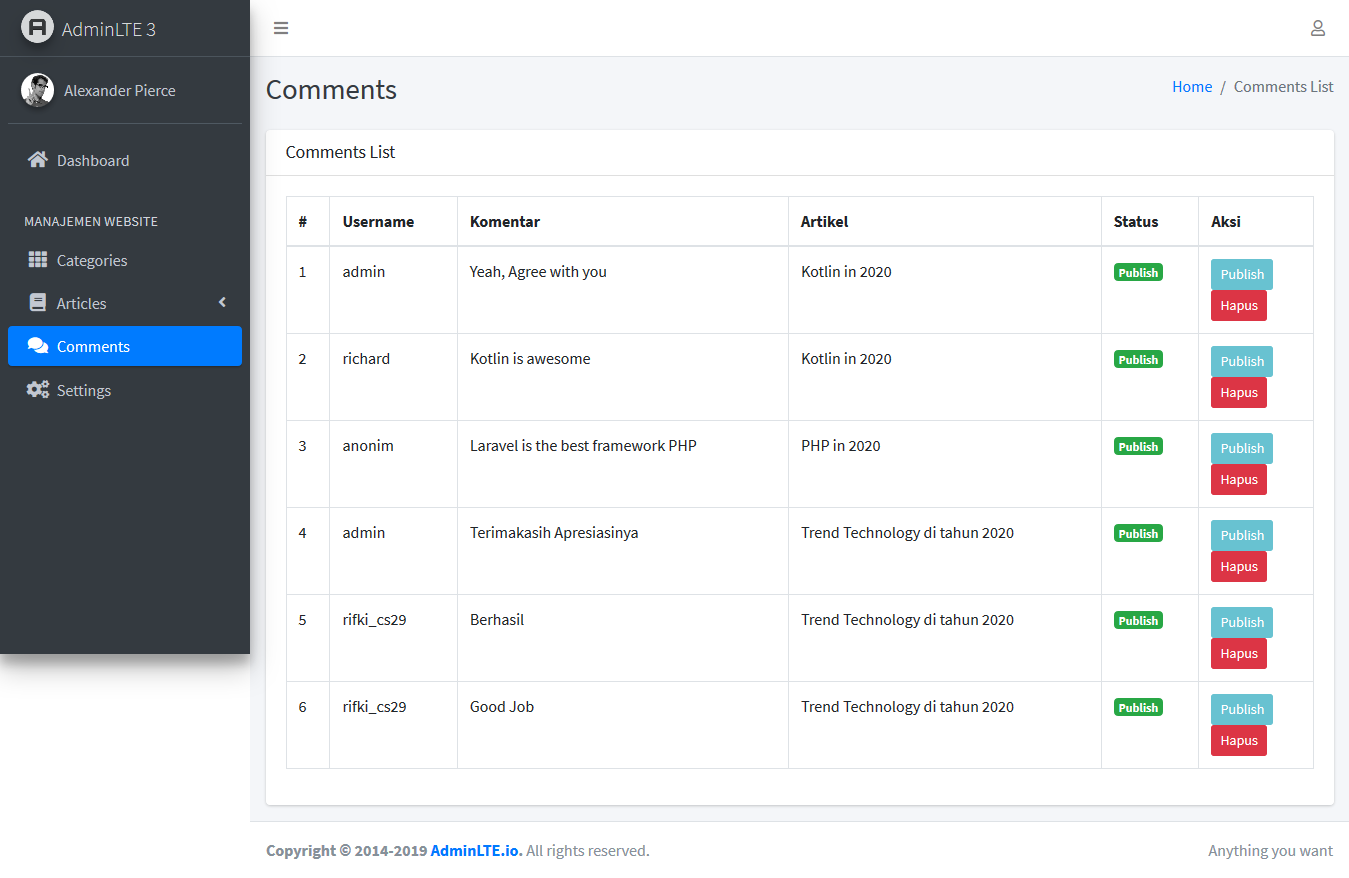 AdminLTE 3
Alexander Pierce
Dashboard
MANAJEMEN WEBSITE
Categories
Articles
Comments
Settings
Comments
Home / Comments List
Comments List
# Username Komentar Artikel Status Aksi
1 admin Yeah, Agree with you Kotlin in 2020 Publish Publish
Hapus
2 richard Kotlin is awesome Kotlin in 2020 Publish Publish
Hapus
3 anonim Laravel is the best framework PHP PHP in 2020 Publish Publish
Hapus
4 admin Terimakasih Apresiasinya Trend Technology di tahun 2020 Publish Publish
Hapus
5 rifki_cs29 Berhasil Trend Technology di tahun 2020 Publish Publish
Hapus
6 rifki_cs29 Good Job Trend Technology di tahun 2020 Publish Publish
Hapus
Copyright © 2014-2019 AdminLTE.io. All rights reserved. Anything you want